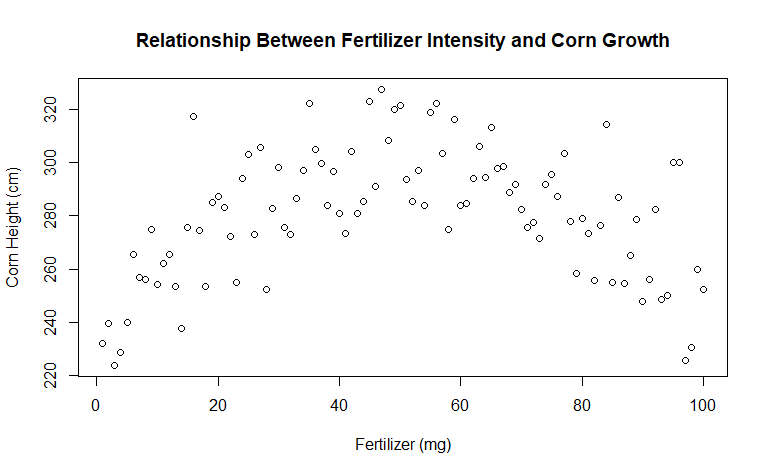 Relationship Between Fertilizer Intensity and Corn Growth
Corn Height (cm)
320
300
280
260
240
220
0 20 40 60 80 100
Fertilizer (mg)